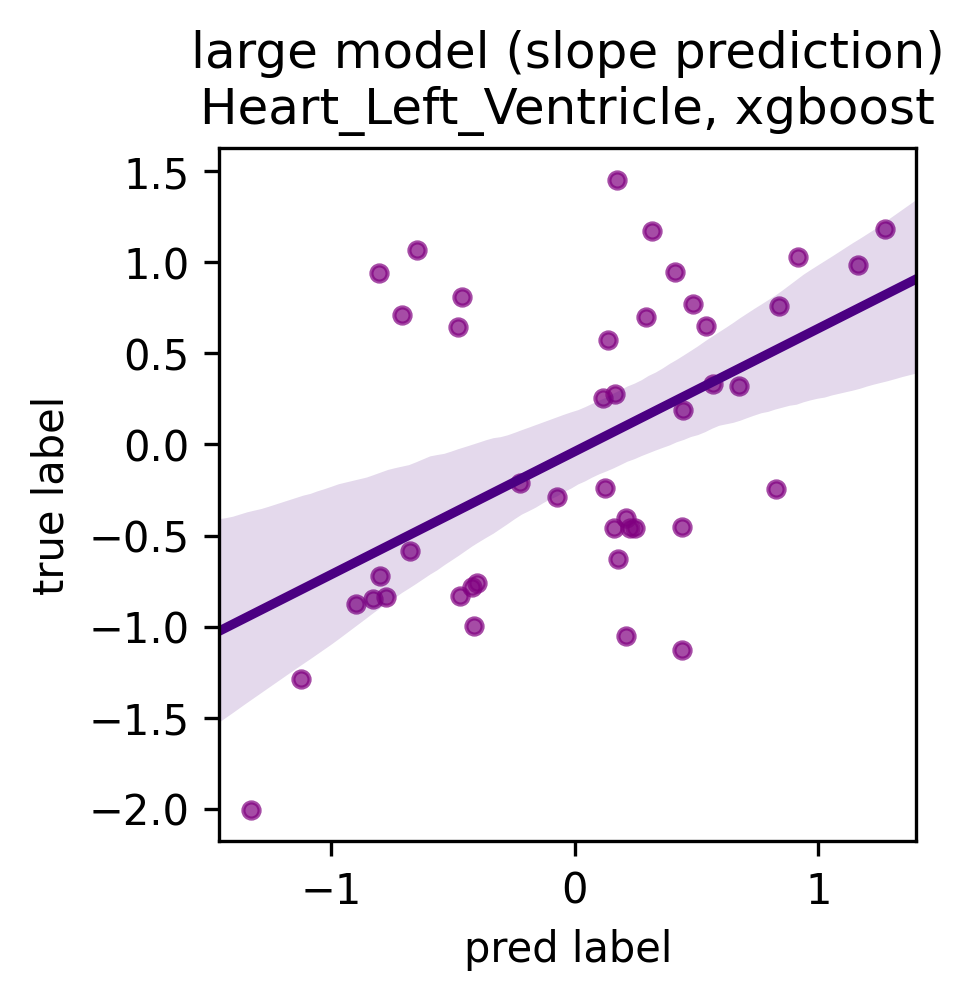 large model (slope prediction)
Heart_Left_Ventricle, xgboost
1.5
1.0
0.5
0.0
−0.5
−1.0
−1.5
−2.0
true label
−1
0
1
pred label